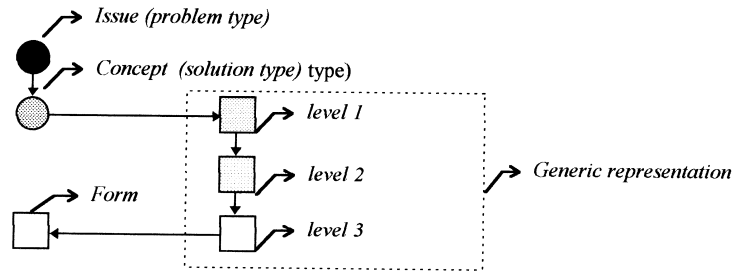 Issue (problem type)
Concept (solution type) type)
level 1
level 2
Generic representation
Form
level 3